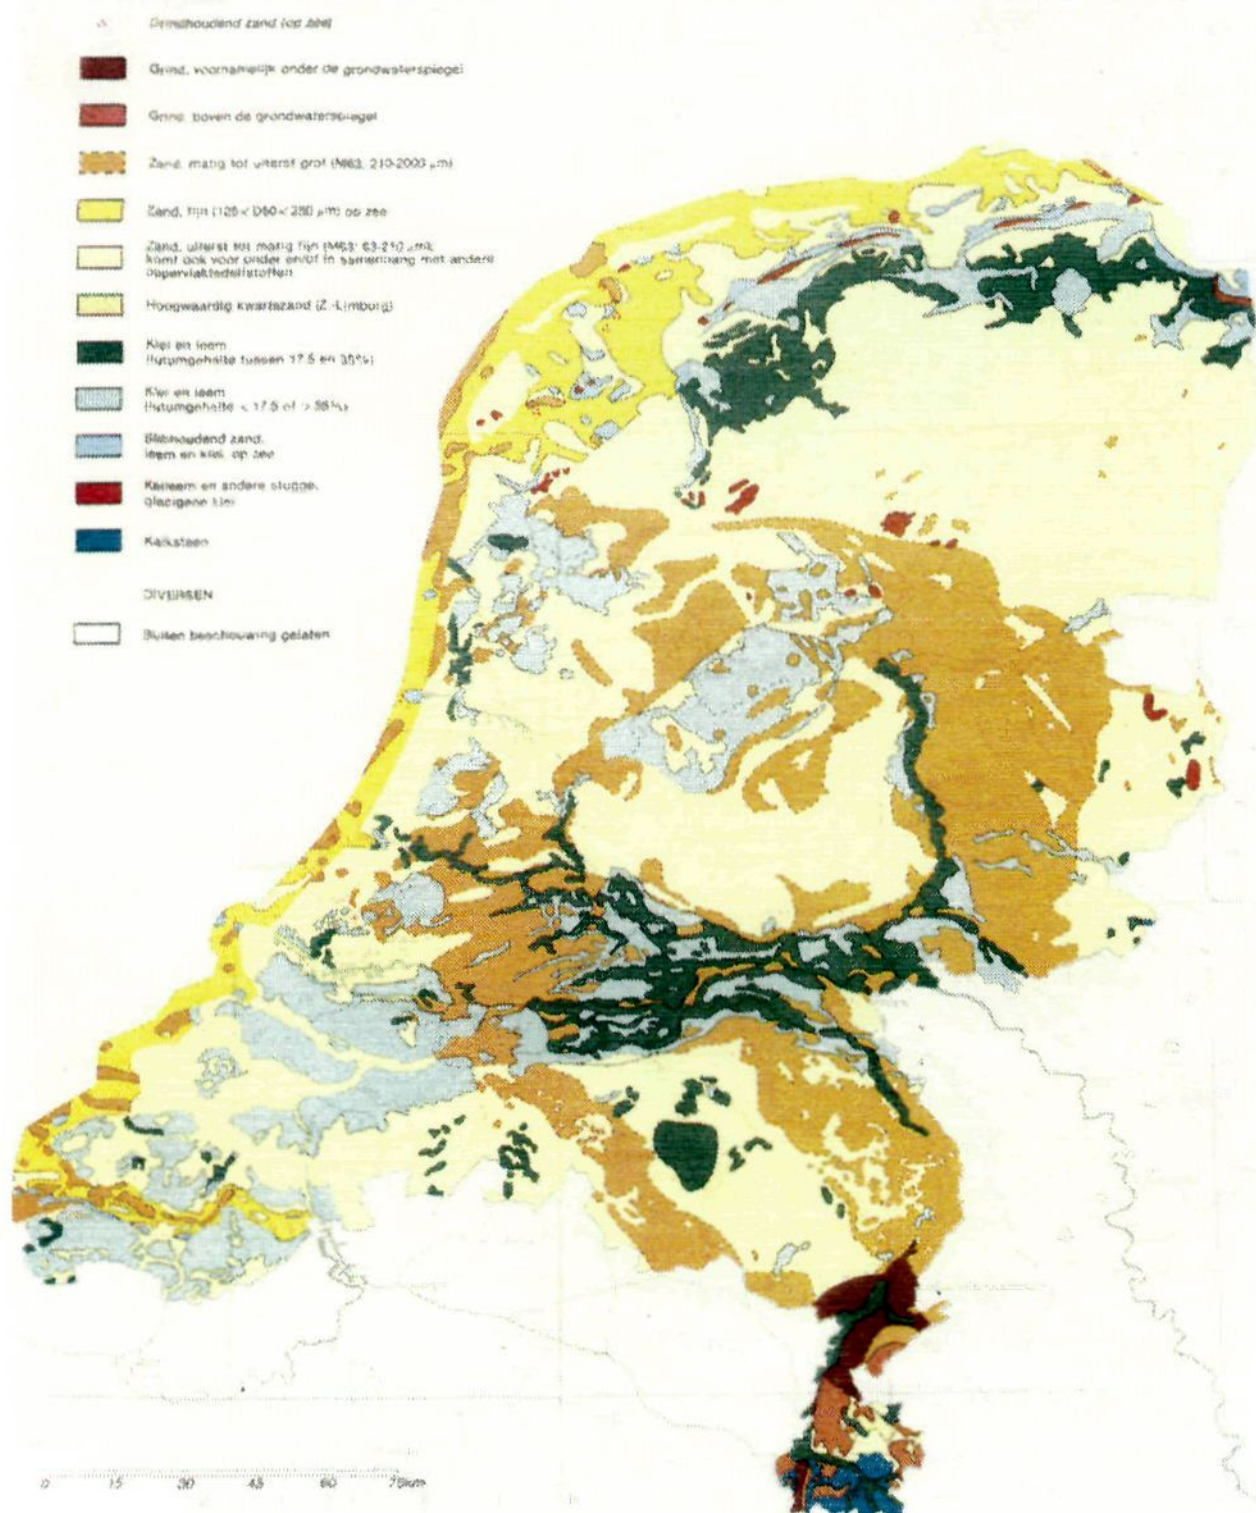 Grindhoudend zand (op zee)
Grind, voornamelijk onder de grondwaterspiegel
Grind, boven de grondwaterspiegel
Zand, matig tot uiterst grof (M63: 210-2000 µm)
Zand, fijn (125 < D50 < 250 µm) op zee
Zand, uiterst tot matig fijn (M63: 63-210 µm);
komt ook voor onder en/of in samenhang met andere
oppervlaktedelfstoffen
Hoogwaardig kwartszand (Z.-Limburg)
Klei en leem
(lutumgehalte tussen 17.5 en 35%)
Klei en leem
(lutumgehalte < 17.5 of > 35%)
Slibhoudend zand,
leem en klei, op zee
Keileem en andere stugge,
glacigene klei
Kalksteen
DIVERSEN
Buiten beschouwing gelaten
0 15 30 45 60 75km